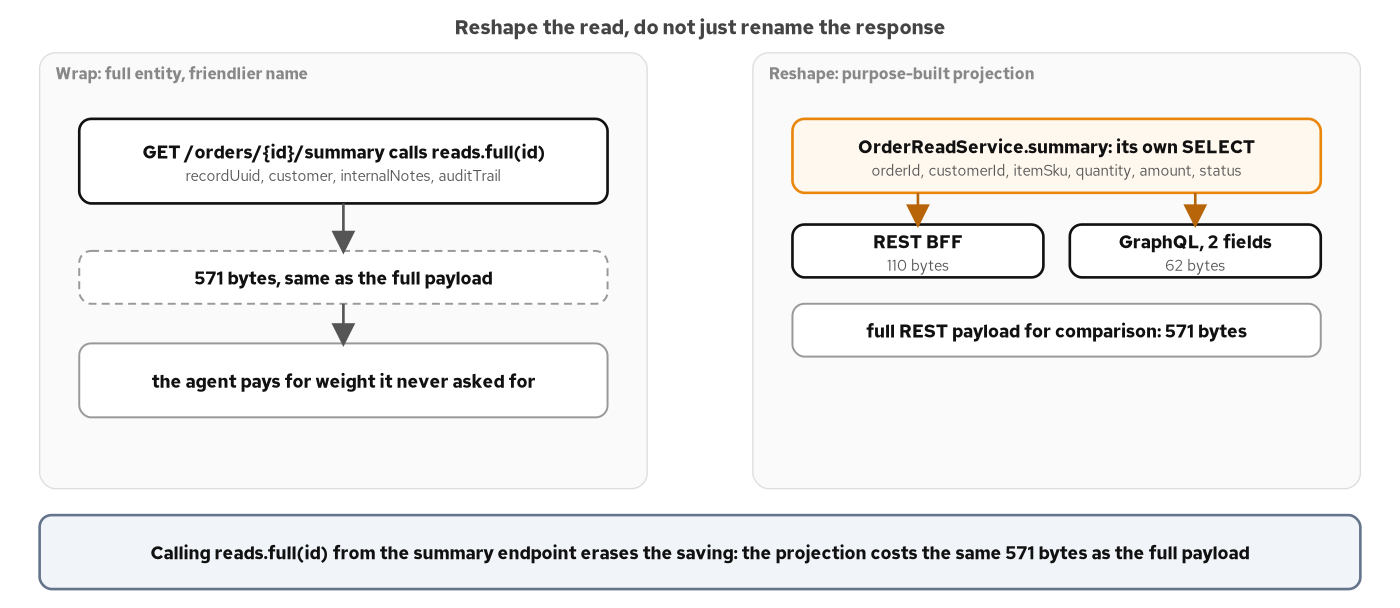 Reshape the read, do not just rename the response
Wrap: full entity, friendlier name
GET /orders/{id}/summary calls reads.full(id)
recordUuid, customer, internalNotes, auditTrail
571 bytes, same as the full payload
the agent pays for weight it never asked for
Reshape: purpose-built projection
OrderReadService.summary: its own SELECT
orderId, customerId, itemSku, quantity, amount, status
REST BFF
110 bytes
GraphQL, 2 fields
62 bytes
full REST payload for comparison: 571 bytes
Calling reads.full(id) from the summary endpoint erases the saving: the projection costs the same 571 bytes as the full payload